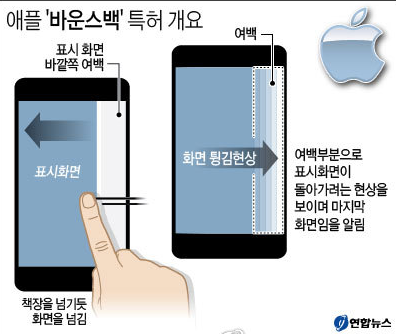 애플 '바운스백' 특허 개요
표시 화면
바깥쪽 여백
여백
표시화면
화면 튕김현상
여백부분으로
표시화면이
돌아가려는 현상을
보이며 마지막
화면임을 알림
책장을 넘기듯
화면을 넘김
연합뉴스